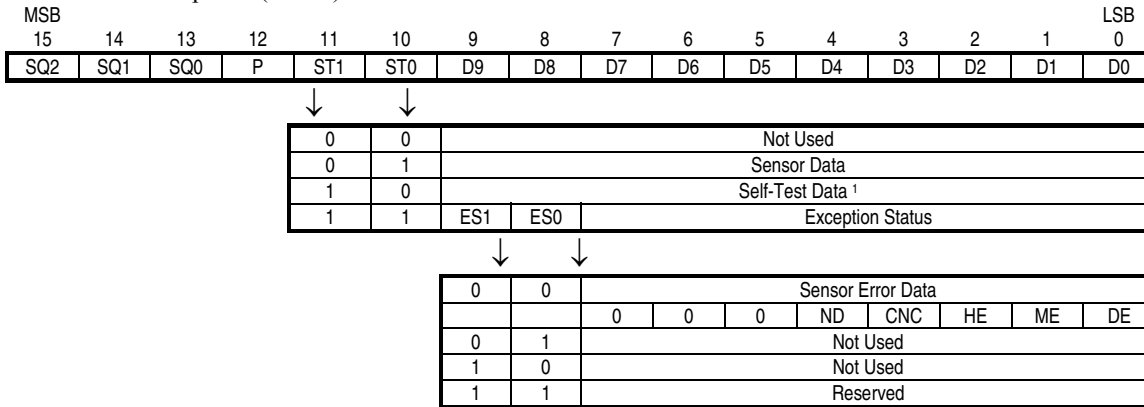 MSB LSB
15 14 13 12 11 10 9 8 7 6 5 4 3 2 1 0
SQ2 SQ1 SQ0 P ST1 ST0 D9 D8 D7 D6 D5 D4 D3 D2 D1 D0
↓ ↓
0 0 Not Used
0 1 Sensor Data
1 0 Self-Test Data ¹
1 1 ES1 ES0 Exception Status
↓ ↓
0 0 Sensor Error Data
0 0 0 ND CNC HE ME DE
0 1 Not Used
1 0 Not Used
1 1 Reserved